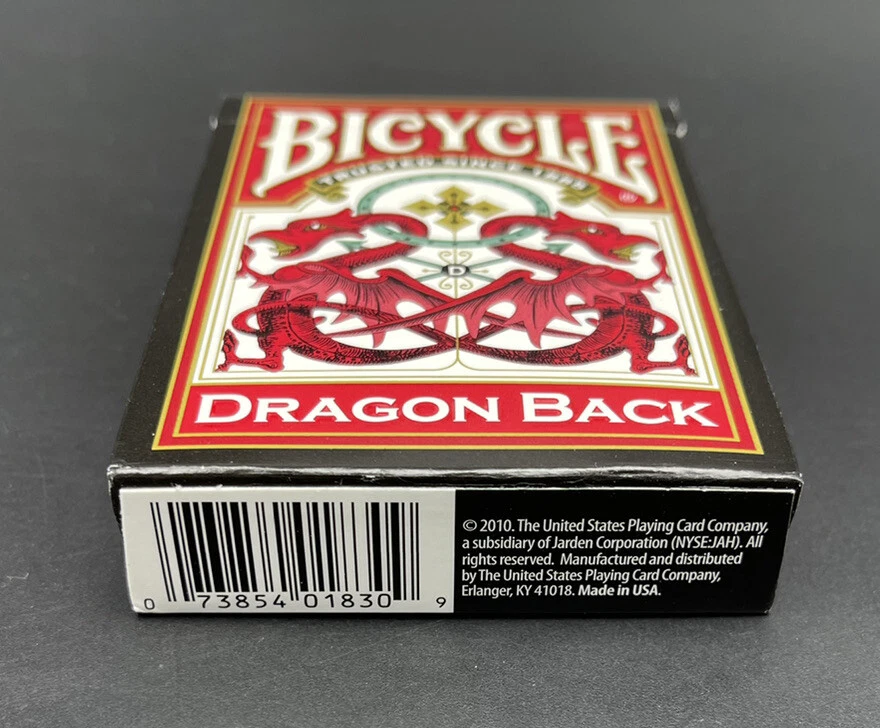 BICYCLE
TRUSTED SINCE 1885
®
D
DRAGON BACK
0 73854 01830 9
© 2010. The United States Playing Card Company,
a subsidiary of Jarden Corporation (NYSE:JAH). All
rights reserved. Manufactured and distributed
by The United States Playing Card Company,
Erlanger, KY 41018. Made in USA.